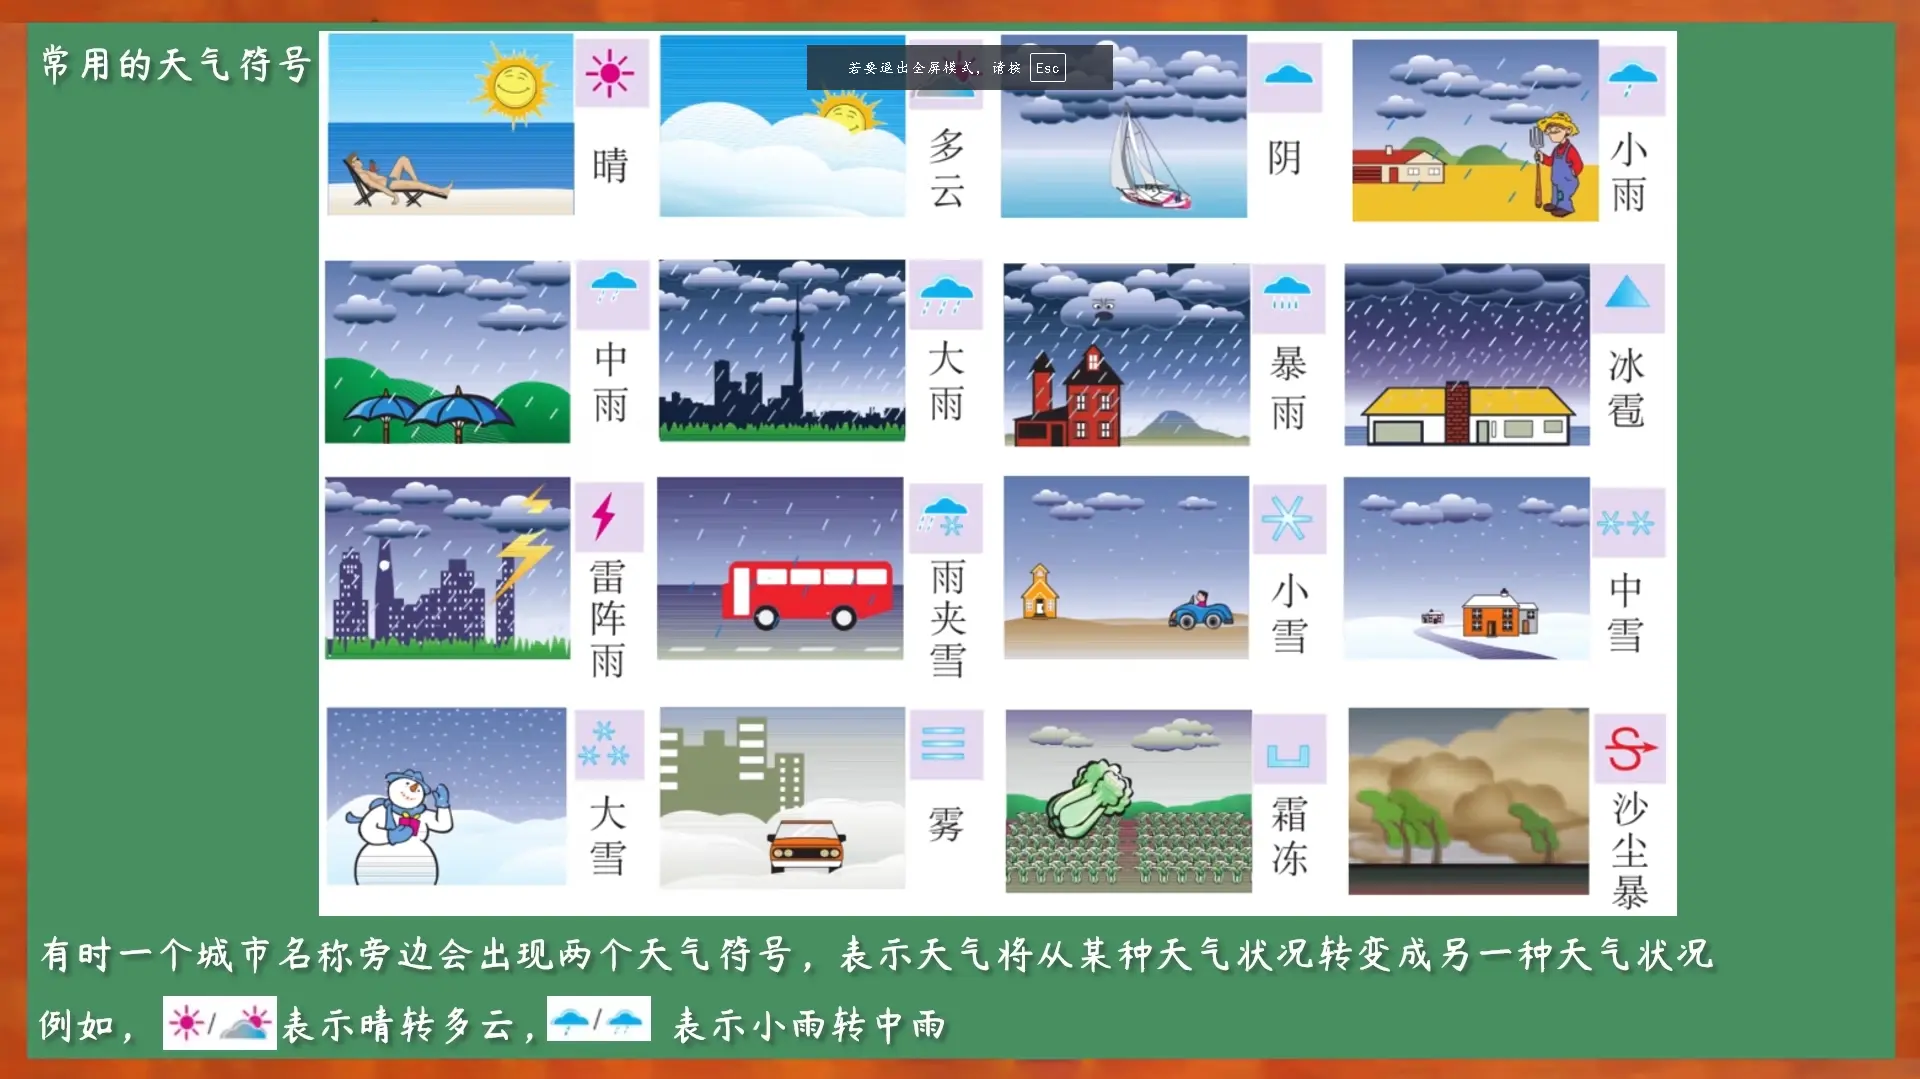 常用的天气符号
若要退出全屏模式，请按 Esc
晴
多云
阴
小雨
中雨
大雨
暴雨
冰雹
雷阵雨
雨夹雪
小雪
中雪
大雪
雾
霜冻
沙尘暴
有时一个城市名称旁边会出现两个天气符号，表示天气将从某种天气状况转变成另一种天气状况
例如， / 表示晴转多云， / 表示小雨转中雨